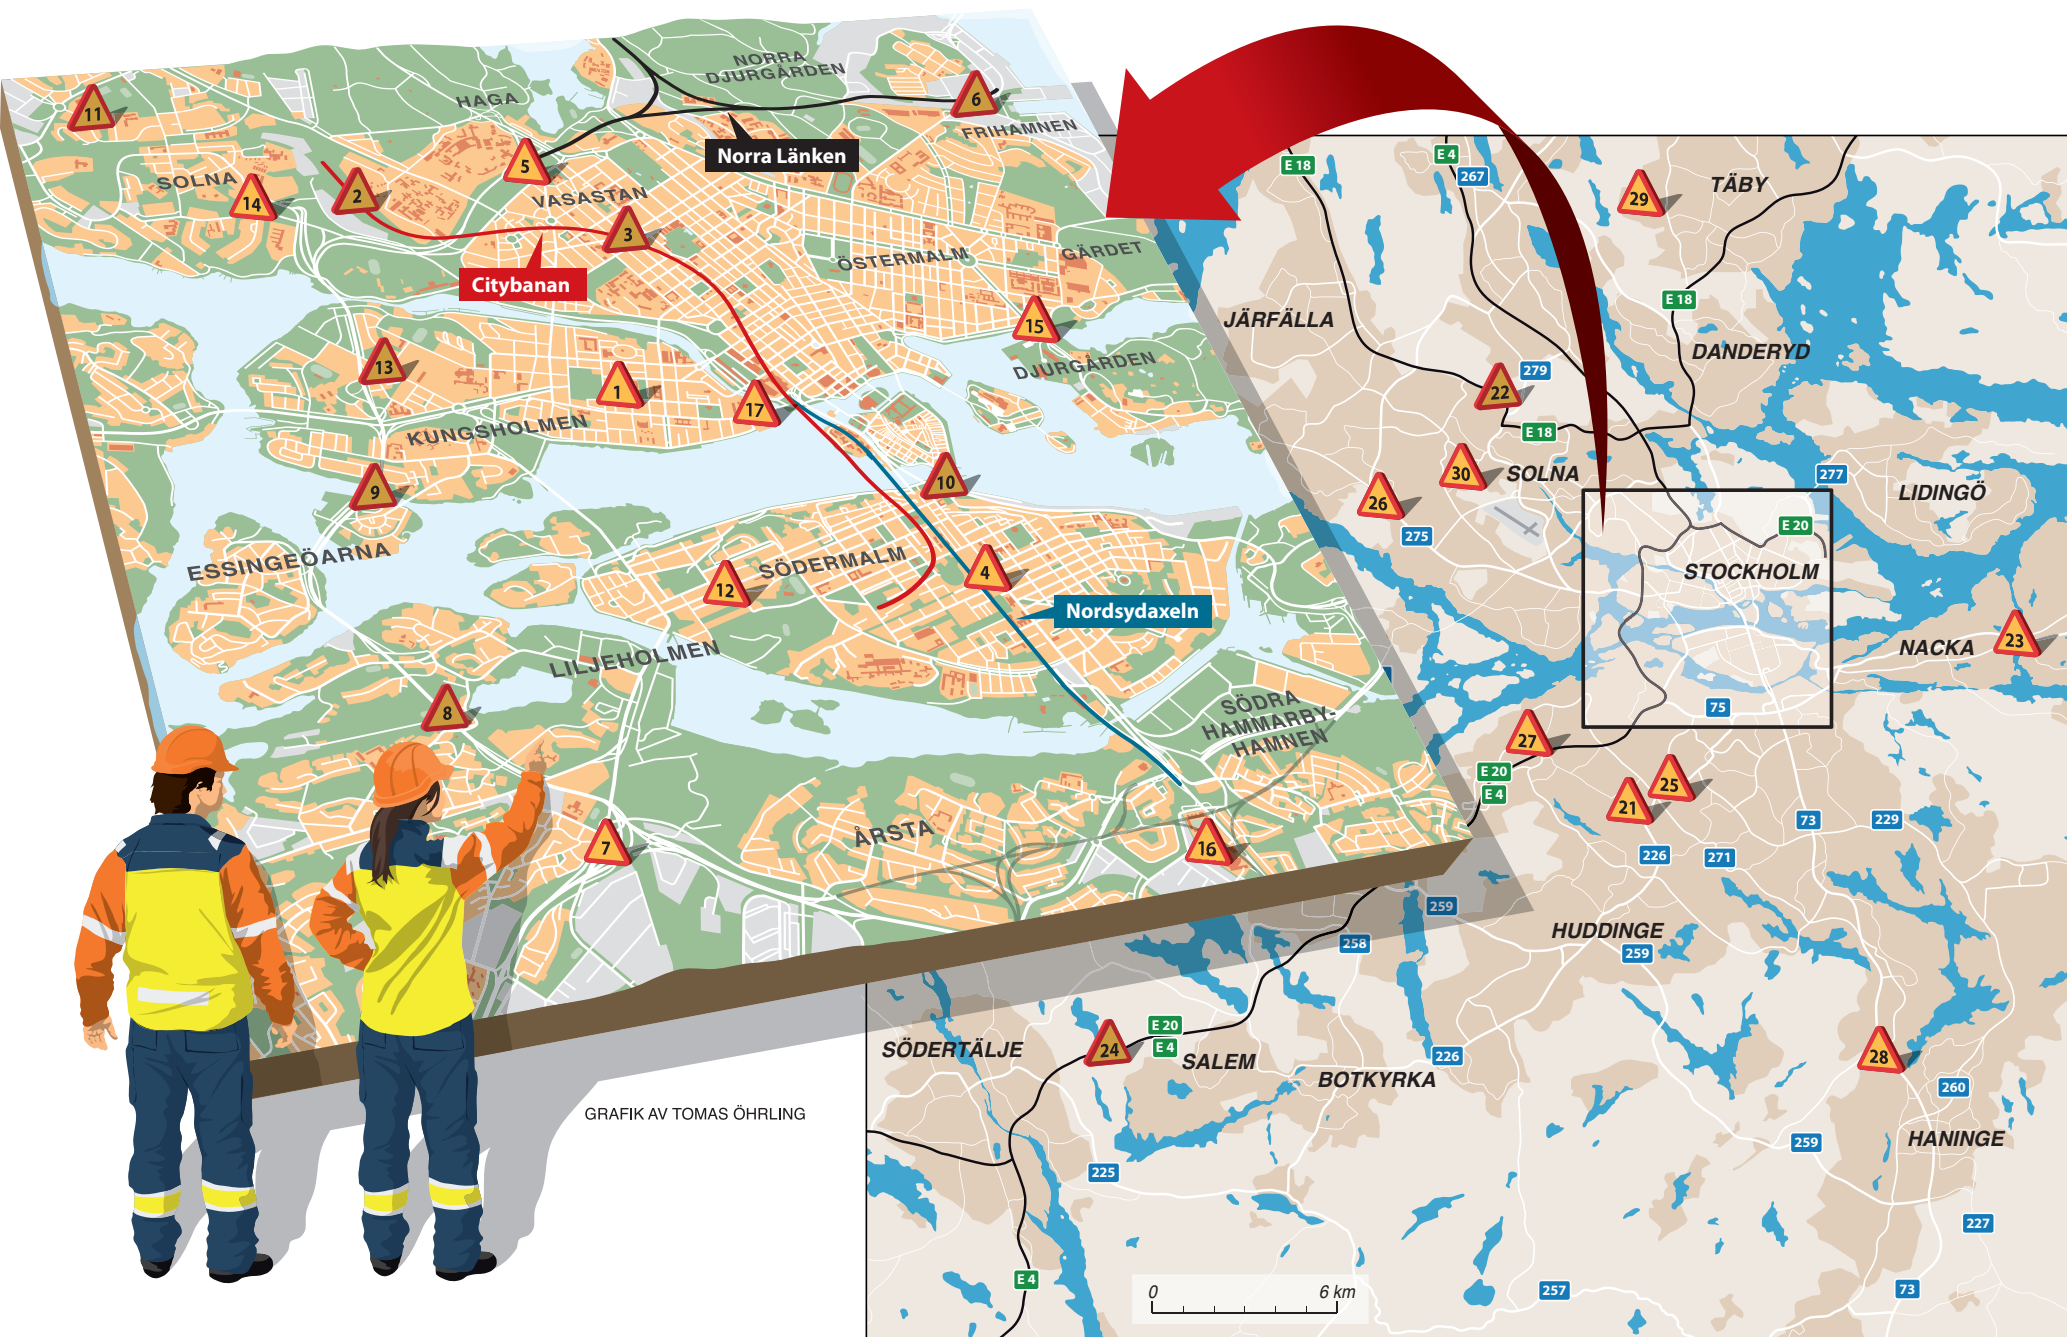 NORRA
DJURGÅRDEN
HAGA
11
6
FRIHAMNEN
Norra Länken
5
SOLNA
2
14
VASASTAN
3
ÖSTERMALM
GÄRDET
Citybanan
15
DJURGÅRDEN
13
1
17
KUNGSHOLMEN
9
10
ESSINGEÖARNA
SÖDERMALM
4
12
Nordsydaxeln
LILJEHOLMEN
8
SÖDRA
HAMMARBY-
HAMNEN
ÅRSTA
7
16
E 18
E 4
267
29
TÄBY
E 18
JÄRFÄLLA
DANDERYD
279
22
E 18
30
SOLNA
26
277
LIDINGÖ
275
E 20
STOCKHOLM
23
NACKA
75
27
E 20
E 4
25
21
73
229
226
271
259
258
HUDDINGE
259
SÖDERTÄLJE
24
E 20
E 4
SALEM
226
BOTKYRKA
28
260
259
HANINGE
225
227
E 4
257
73
0
6 km
GRAFIK AV TOMAS ÖHRLING